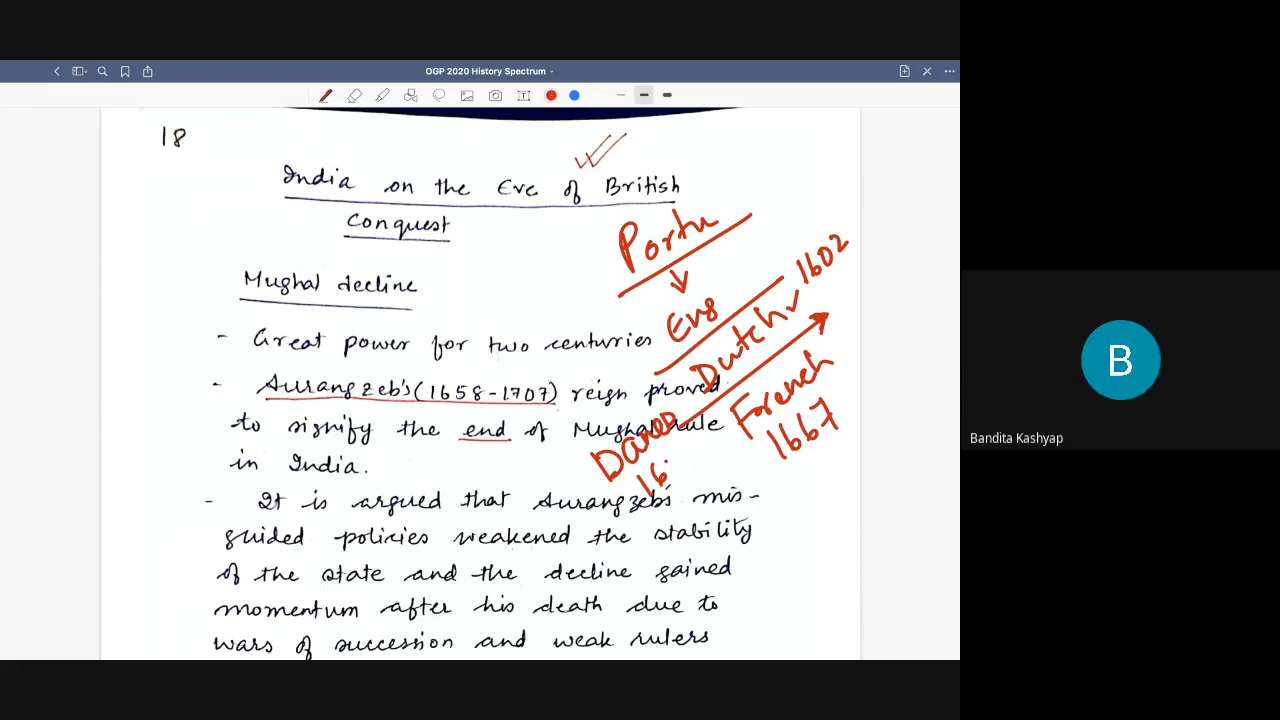 OGP 2020 History Spectrum
18
India on the Eve of British
Conquest
Mughal decline
- Great power for two centuries
- Aurangzeb's (1658-1707) reign proved
to signify the end of Mughal rule
in India.
- It is argued that Aurangzeb's mis-
guided policies weakened the stability
of the state and the decline gained
momentum after his death due to
wars of succession and weak rulers
Portu
Eng
Dutch 1602
Danes
16
French
1667
B
Bandita Kashyap